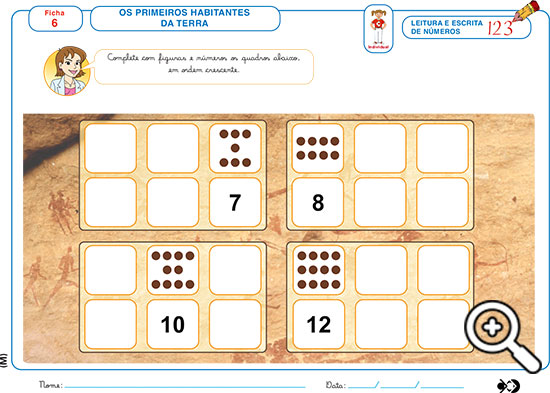 Ficha
6
OS PRIMEIROS HABITANTES
DA TERRA
Individual
LEITURA E ESCRITA
DE NÚMEROS
123
Complete com figuras e números os quadros abaixo,
em ordem crescente.
7
8
10
12
(M)
Nome:
Data: / /